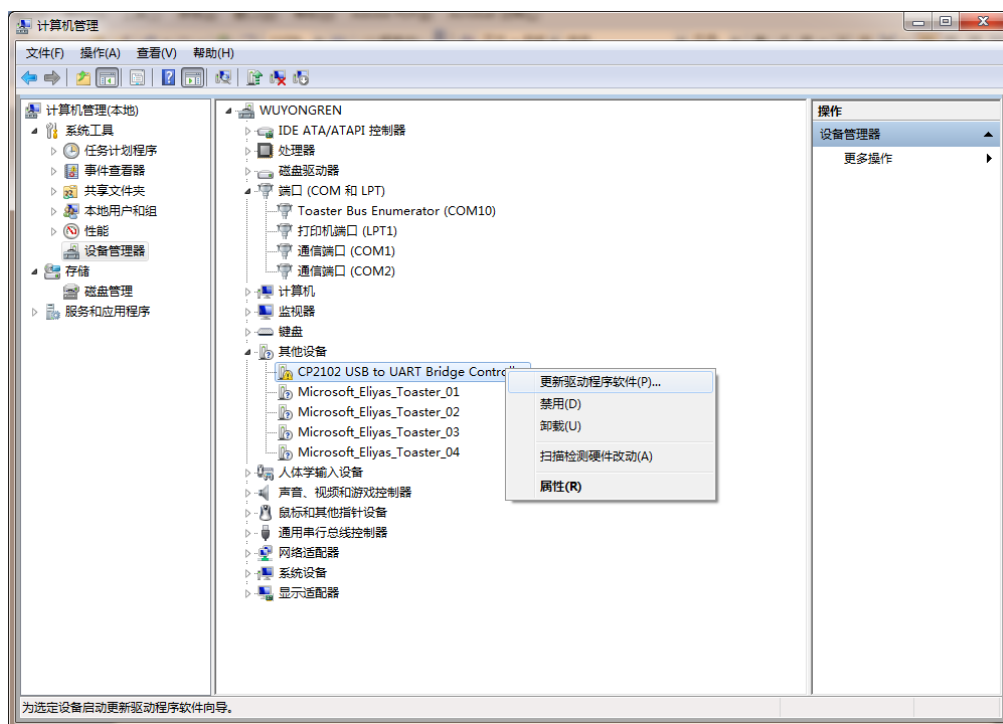 计算机管理
文件(F) 操作(A) 查看(V) 帮助(H)
计算机管理(本地)
系统工具
任务计划程序
事件查看器
共享文件夹
本地用户和组
性能
设备管理器
存储
磁盘管理
服务和应用程序
WUYONGREN
IDE ATA/ATAPI 控制器
处理器
磁盘驱动器
端口 (COM 和 LPT)
Toaster Bus Enumerator (COM10)
打印机端口 (LPT1)
通信端口 (COM1)
通信端口 (COM2)
计算机
监视器
键盘
其他设备
CP2102 USB to UART Bridge Contro
Microsoft_Eliyas_Toaster_01
Microsoft_Eliyas_Toaster_02
Microsoft_Eliyas_Toaster_03
Microsoft_Eliyas_Toaster_04
人体学输入设备
声音、视频和游戏控制器
鼠标和其他指针设备
通用串行总线控制器
网络适配器
系统设备
显示适配器
更新驱动程序软件(P)...
禁用(D)
卸载(U)
扫描检测硬件改动(A)
属性(R)
操作
设备管理器
更多操作
为选定设备启动更新驱动程序软件向导。